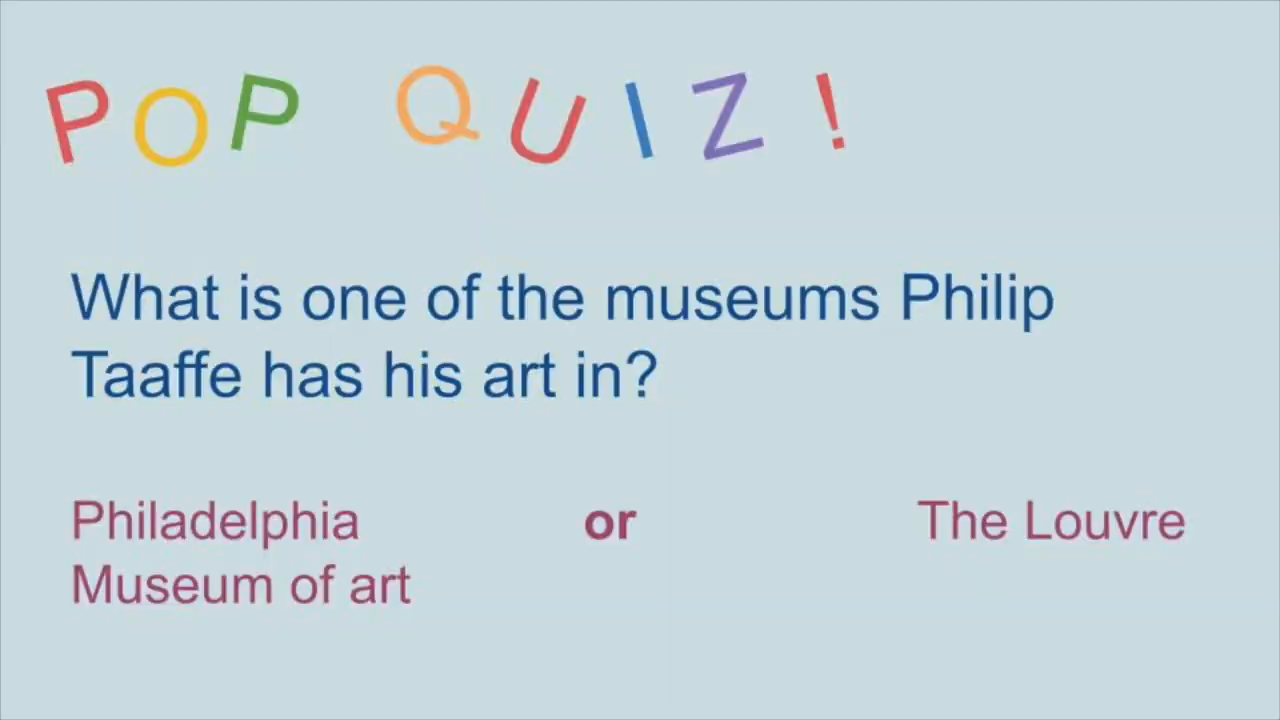 POP QUIZ!
What is one of the museums Philip
Taaffe has his art in?
Philadelphia or The Louvre
Museum of art